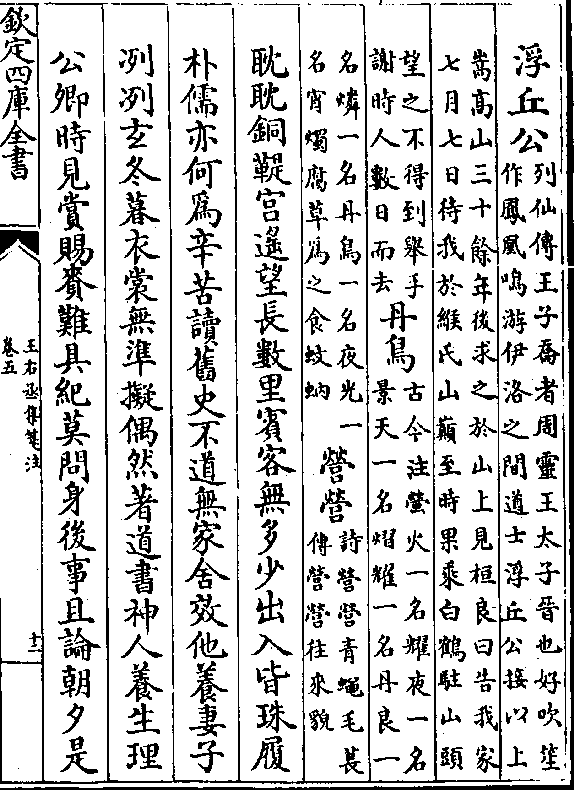 浮丘公
列仙傳王子喬者周靈王太子晉也好吹笙
作鳳凰鳴游伊洛之間道士浮丘公接以上
嵩高山三十餘年後求之於山上見桓良曰告我家
七月七日待我於緱氏山巔至時果乘白鶴駐山頭
望之不得到舉手
謝時人數日而去
丹鳥
古今注螢火一名耀夜一名
景天一名熠耀一名丹良一
名燐一名丹鳥一名夜光一
名宵燭腐草爲之食蚊蚋
營營
詩營營青蠅毛萇
傳營營往來貌
耽耽銅鞮宫遙望長數里賓客無多少出入皆珠履
朴儒亦何爲辛苦讀舊史不道無家舍效他養妻子
冽冽玄冬暮衣裳無準擬偶然著道書神人養生理
公卿時見賞賜賚難具紀莫問身後事且論朝夕是
欽定四庫全書
王右丞集箋注
卷五
十一